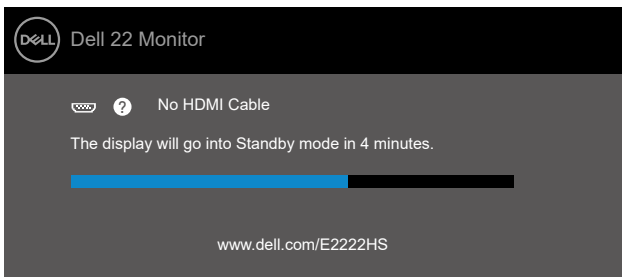 DELL Dell 22 Monitor
? No HDMI Cable
The display will go into Standby mode in 4 minutes.
www.dell.com/E2222HS